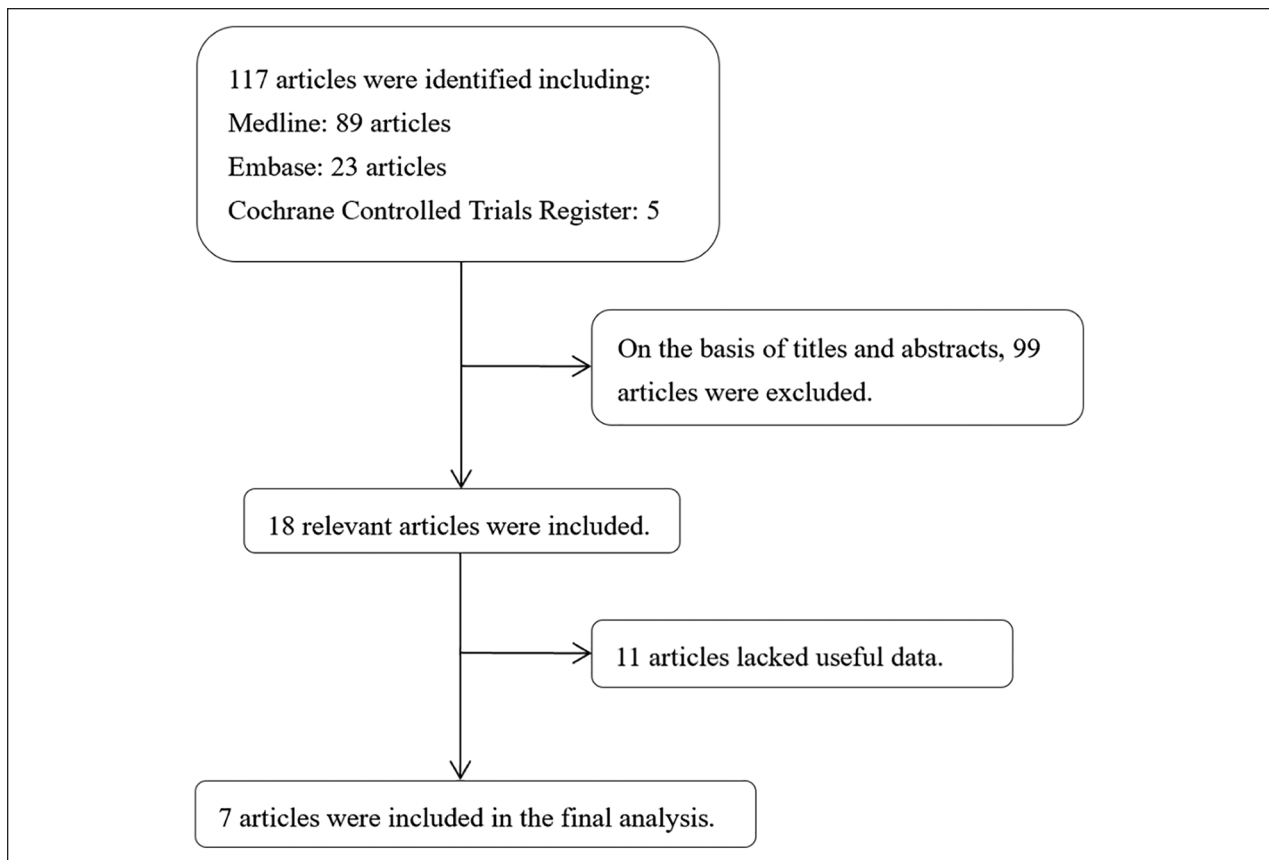 117 articles were identified including:
Medline: 89 articles
Embase: 23 articles
Cochrane Controlled Trials Register: 5
On the basis of titles and abstracts, 99
articles were excluded.
18 relevant articles were included.
11 articles lacked useful data.
7 articles were included in the final analysis.